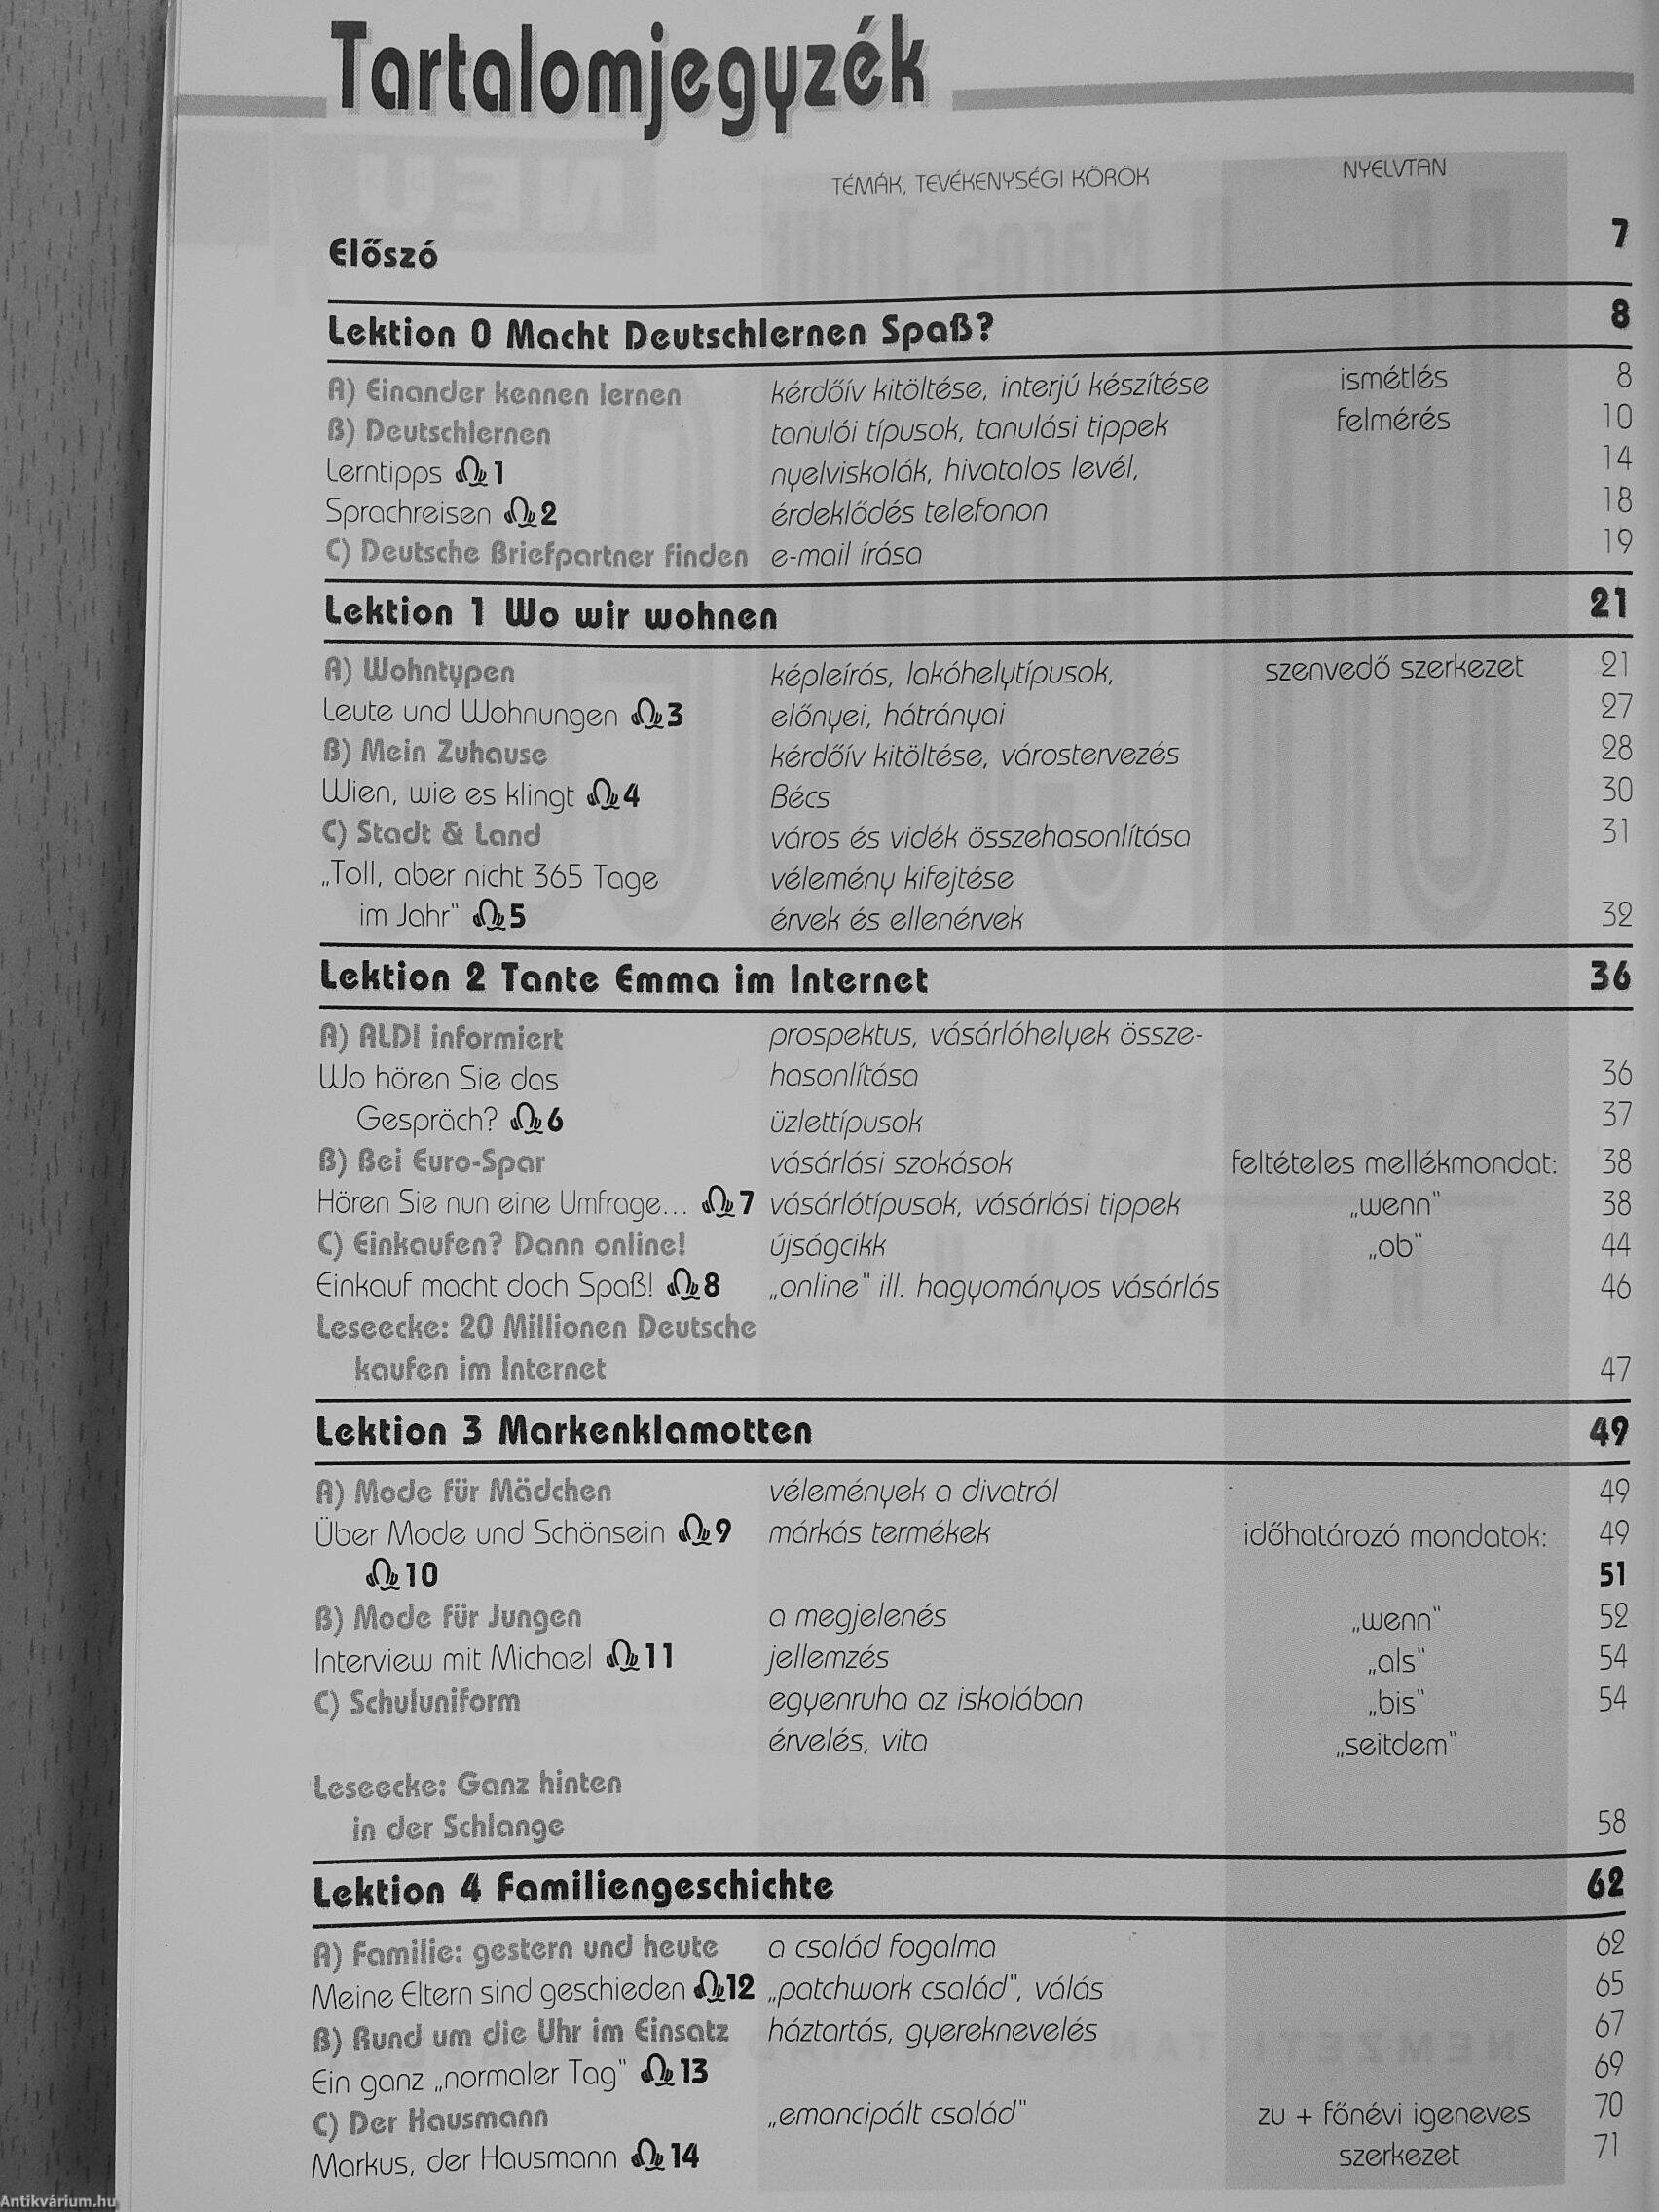 Tartalomjegyzék
TÉMÁK, TEVÉKENYSÉGI KÖRÖK NYELVTAN
Előszó 7
Lektion 0 Macht Deutschlernen Spaß? 8
A) Einander kennen lernen kérdőív kitöltése, interjú készítése ismétlés 8
B) Deutschlernen tanulói típusok, tanulási tippek felmérés 10
Lerntipps 1 nyelviskolák, hivatalos levél, 14
Sprachreisen 2 érdeklődés telefonon 18
C) Deutsche Briefpartner finden e-mail írása 19
Lektion 1 Wo wir wohnen 21
A) Wohntypen képleírás, lakóhelytípusok, szenvedő szerkezet 21
Leute und Wohnungen 3 előnyei, hátrányai 27
B) Mein Zuhause kérdőív kitöltése, várostervezés 28
Wien, wie es klingt 4 Bécs 30
C) Stadt & Land város és vidék összehasonlítása 31
„Toll, aber nicht 365 Tage vélemény kifejtése
im Jahr" 5 érvek és ellenérvek 32
Lektion 2 Tante Emma im Internet 36
A) ALDI informiert prospektus, vásárlóhelyek össze-
Wo hören Sie das hasonlítása 36
Gespräch? 6 üzlettípusok 37
B) Bei Euro-Spar vásárlási szokások feltételes mellékmondat: 38
Hören Sie nun eine Umfrage... 7 vásárlótípusok, vásárlási tippek „wenn" 38
C) Einkaufen? Dann online! újságcikk „ob" 44
Einkauf macht doch Spaß! 8 „online" ill. hagyományos vásárlás 46
Leseecke: 20 Millionen Deutsche
kaufen im Internet 47
Lektion 3 Markenklamotten 49
A) Mode für Mädchen vélemények a divatról 49
Über Mode und Schönsein 9 márkás termékek időhatározó mondatok: 49
10 51
B) Mode für Jungen a megjelenés „wenn" 52
Interview mit Michael 11 jellemzés „als" 54
C) Schuluniform egyenruha az iskolában „bis" 54
érvelés, vita „seitdem"
Leseecke: Ganz hinten
in der Schlange 58
Lektion 4 Familiengeschichte 62
A) Familie: gestern und heute a család fogalma 62
Meine Eltern sind geschieden 12 „patchwork család", válás 65
B) Rund um die Uhr im Einsatz háztartás, gyereknevelés 67
Ein ganz „normaler Tag" 13 69
C) Der Hausmann „emancipált család" zu + főnévi igeneves 70
Markus, der Hausmann 14 szerkezet 71
Antikvárium.hu